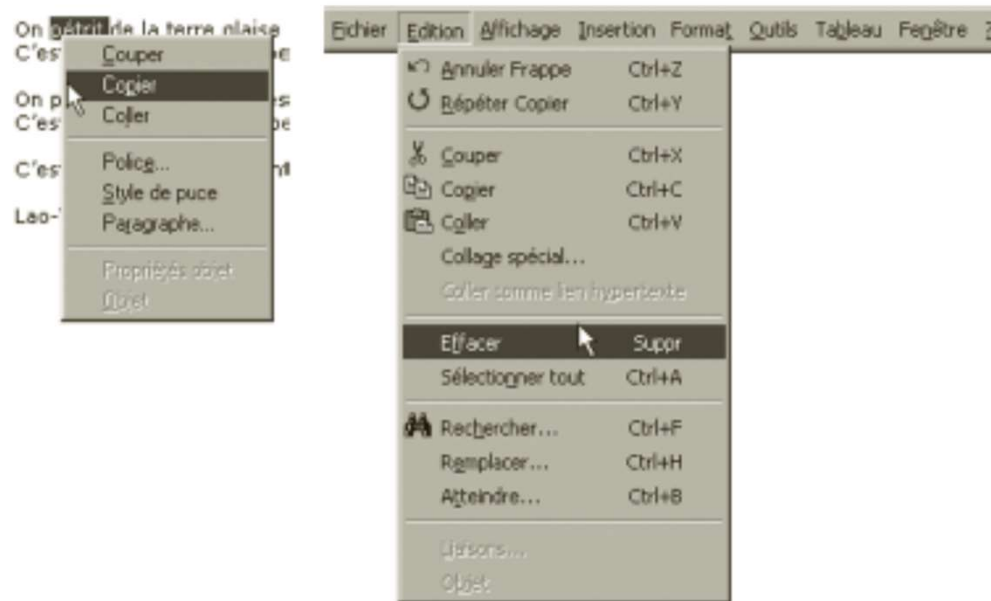 On pétrit de la terre glaise
C'es
On p
C'es
C'es
Lao-
Couper
Copier
Coller
Police...
Style de puce
Paragraphe...
Propriétés objet
Objet
Fichier Edition Affichage Insertion Format Outils Tableau Fenêtre ?
Annuler Frappe Ctrl+Z
Répéter Copier Ctrl+Y
Couper Ctrl+X
Copier Ctrl+C
Coller Ctrl+V
Collage spécial...
Coller comme lien hypertexte
Effacer Suppr
Sélectionner tout Ctrl+A
Rechercher... Ctrl+F
Remplacer... Ctrl+H
Atteindre... Ctrl+B
Liaisons...
Objet